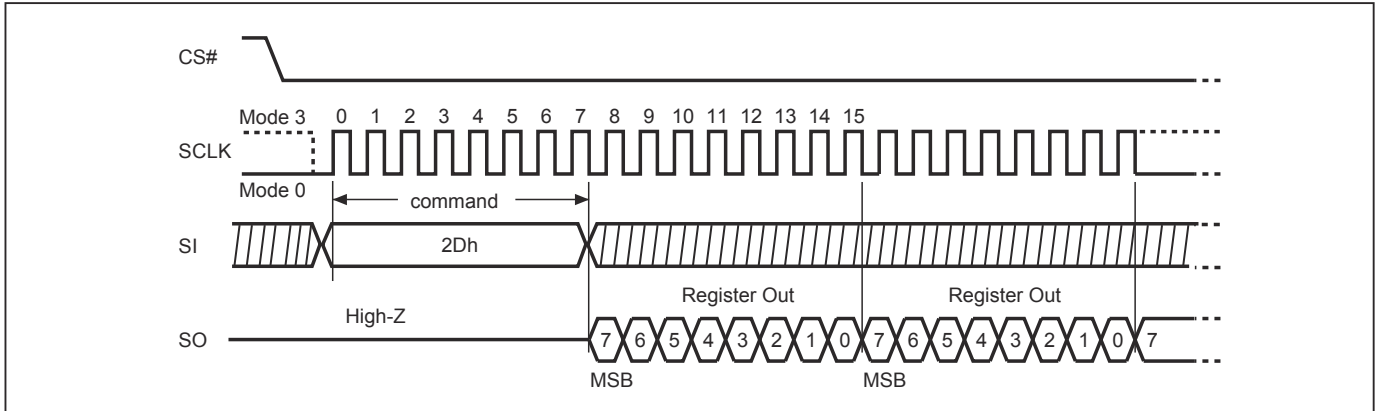 CS#
Mode 3 0 1 2 3 4 5 6 7 8 9 10 11 12 13 14 15
SCLK
Mode 0
command
SI 2Dh
Register Out Register Out
High-Z
SO 7 6 5 4 3 2 1 0 7 6 5 4 3 2 1 0 7
MSB MSB